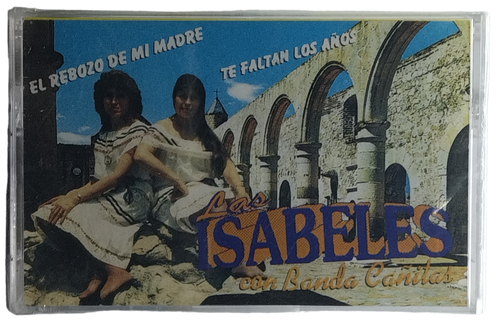 EL REBOZO DE MI MADRE
TE FALTAN LOS AÑOS
Las
ISABELES
con Banda Cañitas